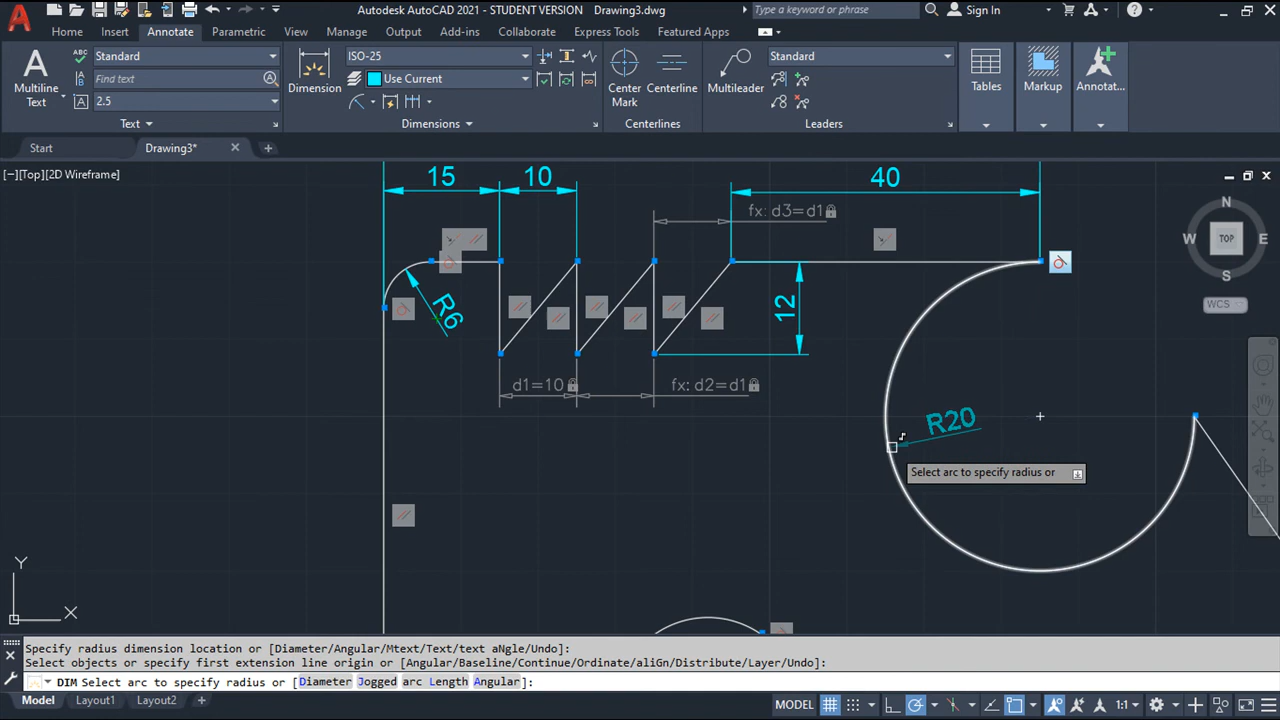 Autodesk AutoCAD 2021 - STUDENT VERSION Drawing3.dwg
Type a keyword or phrase
Sign In
Home Insert Annotate Parametric View Manage Output Add-ins Collaborate Express Tools Featured Apps
Standard
Find text
2.5
Multiline
Text
Text
Dimension
ISO-25
Use Current
Dimensions
Center
Mark
Centerline
Centerlines
Multileader
Standard
Leaders
Tables
Markup
Annotat...
Start
Drawing3*
[−][Top][2D Wireframe]
15
10
40
fx: d3=d1
R6
12
d1=10
fx: d2=d1
R20
Select arc to specify radius or
N
W
TOP
E
S
WCS
Y
X
Specify radius dimension location or [Diameter/Angular/Mtext/Text/text aNgle/Undo]:
Select objects or specify first extension line origin or [Angular/Baseline/Continue/Ordinate/aliGn/Distribute/Layer/Undo]:
DIM Select arc to specify radius or [Diameter Jogged arc Length Angular]:
Model Layout1 Layout2
MODEL
1:1